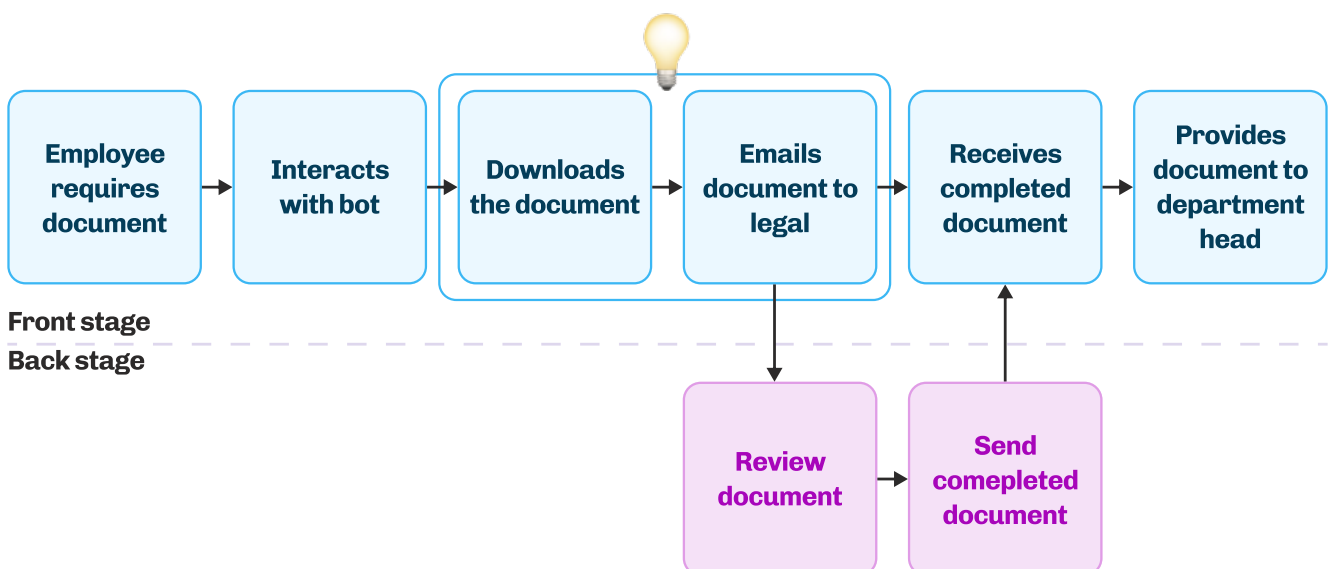 Employee
requires
document
Interacts
with bot
Downloads
the document
Emails
document to
legal
Receives
completed
document
Provides
document to
department
head
Front stage
Back stage
Review
document
Send
comepleted
document